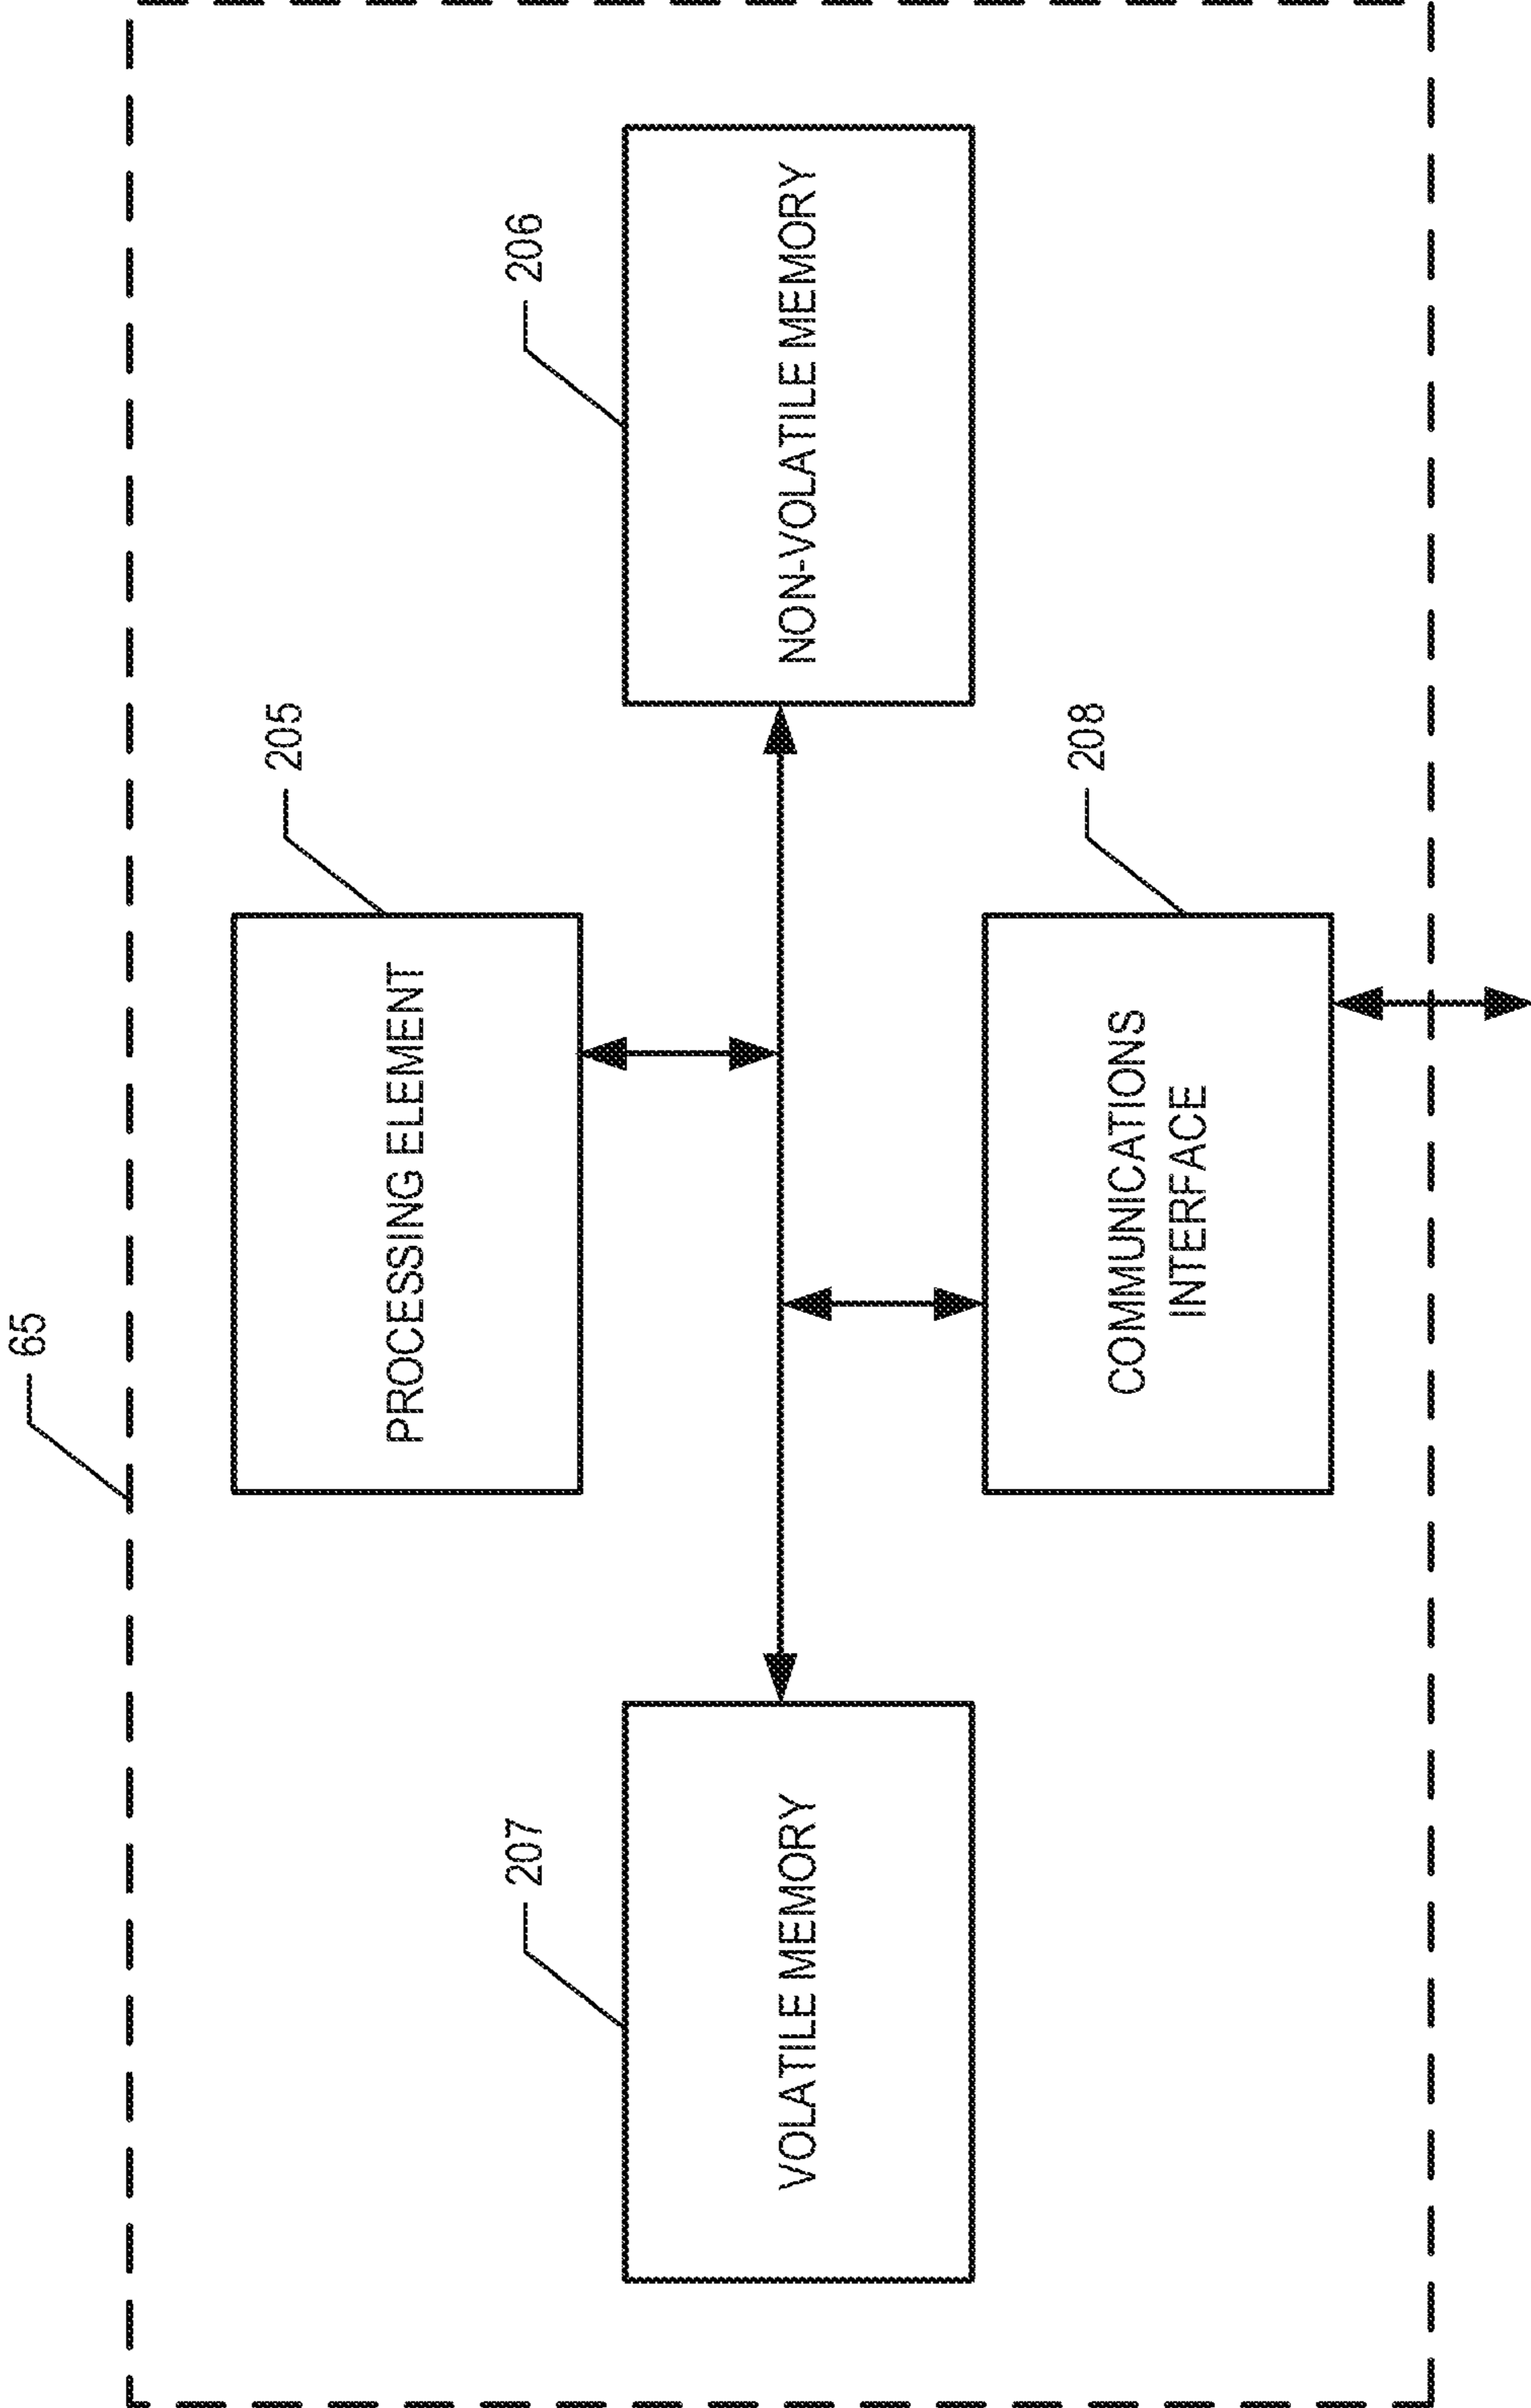 65
205
PROCESSING ELEMENT
207
VOLATILE MEMORY
206
NON-VOLATILE MEMORY
208
COMMUNICATIONS
INTERFACE